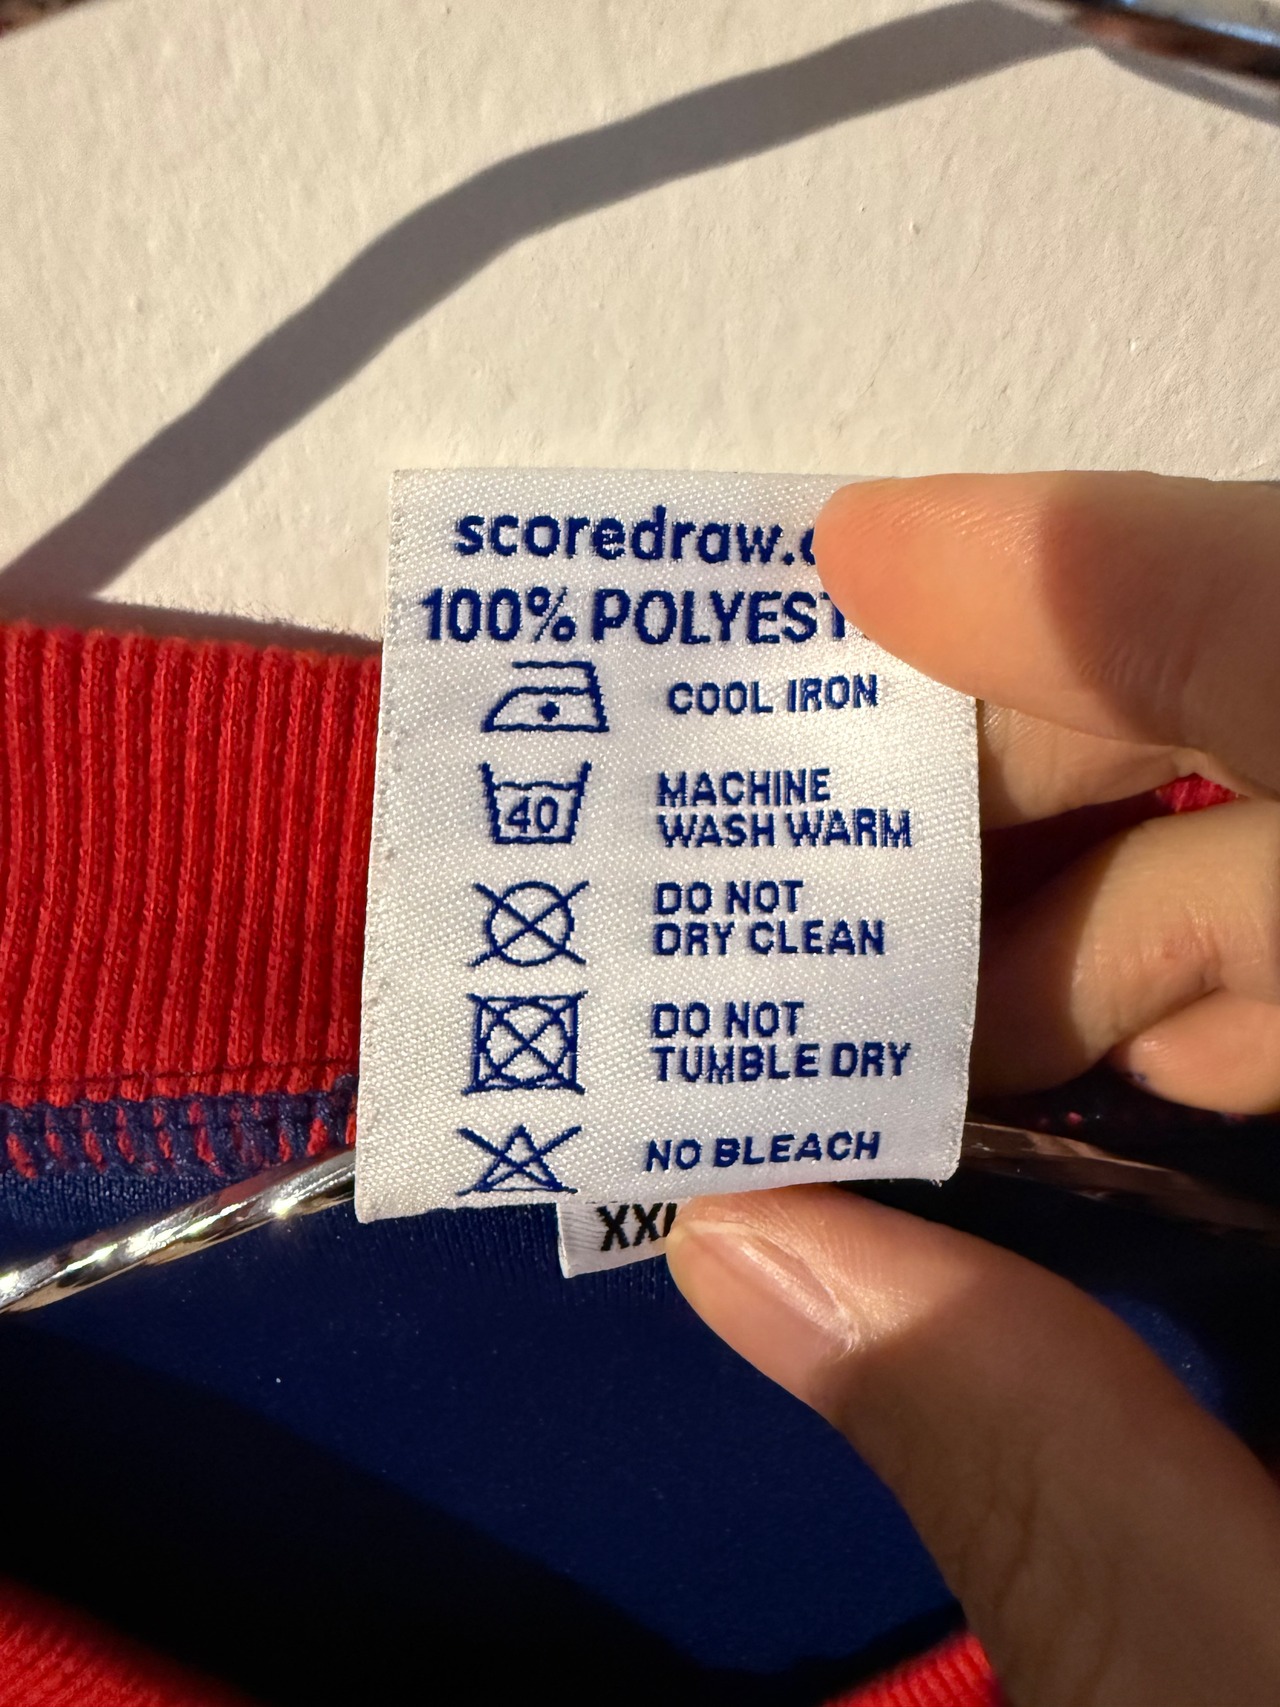 scoredraw.
100% POLYEST
COOL IRON
40
MACHINE
WASH WARM
DO NOT
DRY CLEAN
DO NOT
TUMBLE DRY
NO BLEACH
XXL